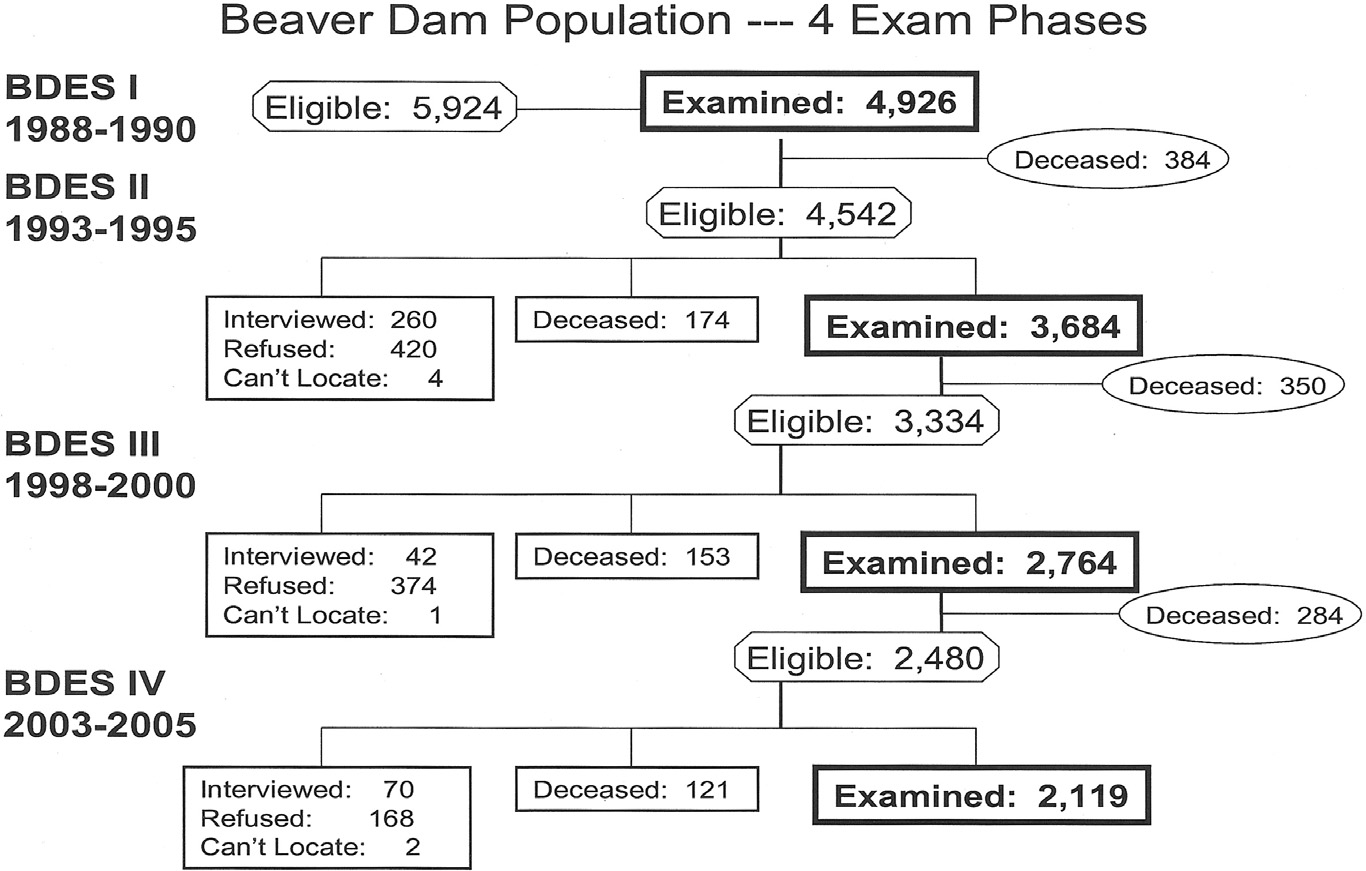 Beaver Dam Population --- 4 Exam Phases
BDES I
1988-1990
Eligible: 5,924
Examined: 4,926
Deceased: 384
BDES II
1993-1995
Eligible: 4,542
Interviewed: 260
Refused: 420
Can't Locate: 4
Deceased: 174
Examined: 3,684
Deceased: 350
Eligible: 3,334
BDES III
1998-2000
Interviewed: 42
Refused: 374
Can't Locate: 1
Deceased: 153
Examined: 2,764
Deceased: 284
Eligible: 2,480
BDES IV
2003-2005
Interviewed: 70
Refused: 168
Can't Locate: 2
Deceased: 121
Examined: 2,119